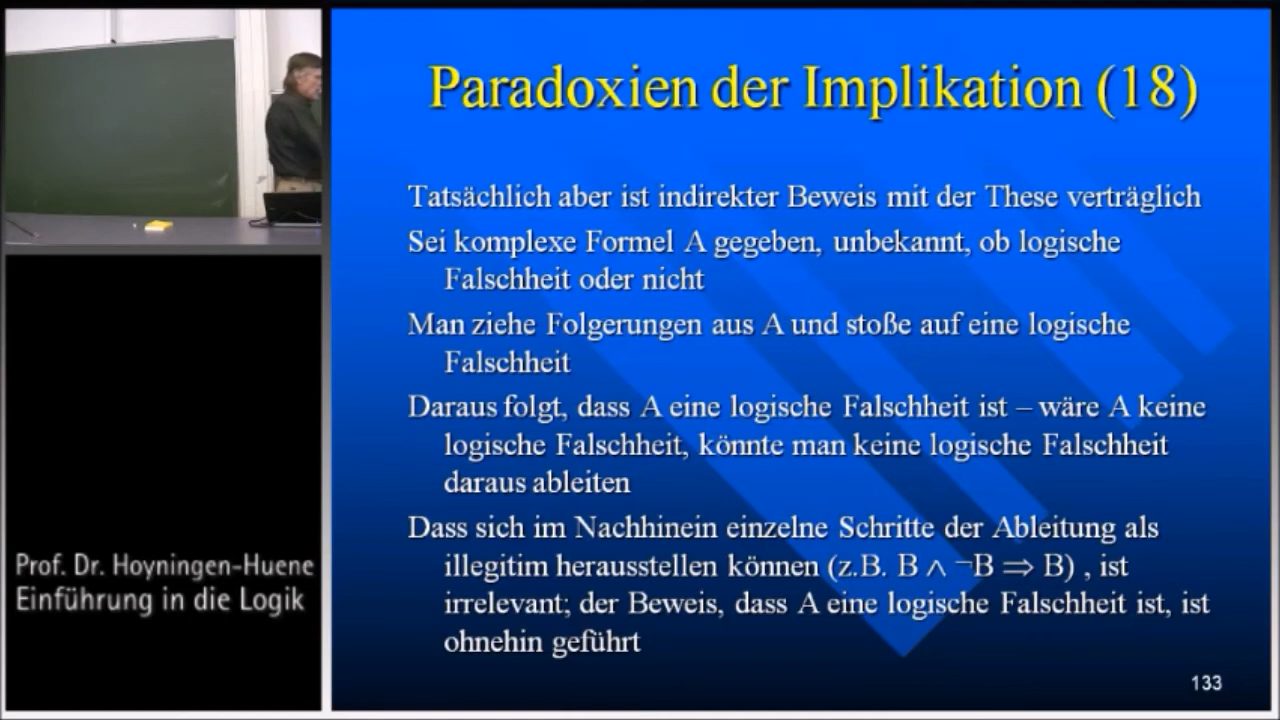 Paradoxien der Implikation (18)
Tatsächlich aber ist indirekter Beweis mit der These verträglich
Sei komplexe Formel A gegeben, unbekannt, ob logische
Falschheit oder nicht
Man ziehe Folgerungen aus A und stoße auf eine logische
Falschheit
Daraus folgt, dass A eine logische Falschheit ist – wäre A keine
logische Falschheit, könnte man keine logische Falschheit
daraus ableiten
Dass sich im Nachhinein einzelne Schritte der Ableitung als
illegitim herausstellen können (z.B. B ∧ ¬B ⇒ B) , ist
irrelevant; der Beweis, dass A eine logische Falschheit ist, ist
ohnehin geführt
133
Prof. Dr. Hoyningen-Huene
Einführung in die Logik